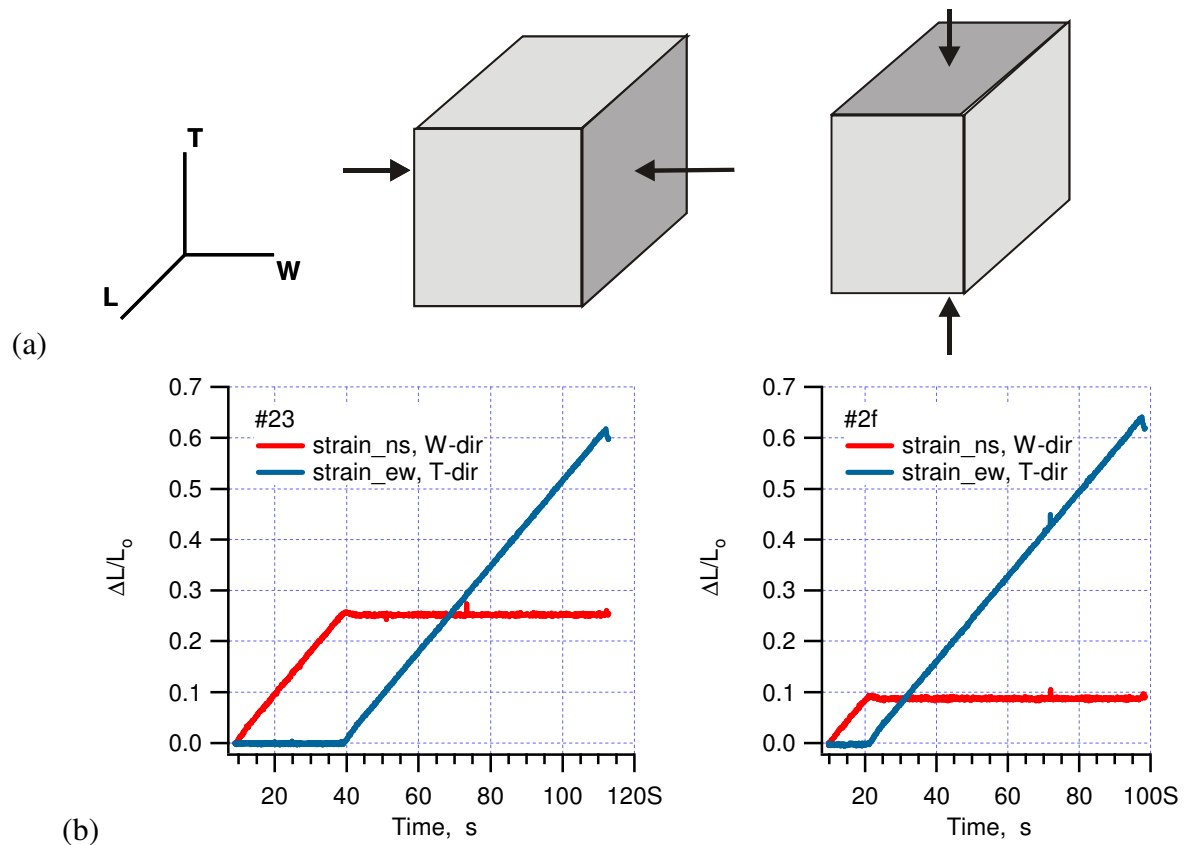 T
W
L
(a)
0.7
0.6
0.5
0.4
0.3
0.2
0.1
0.0
ΔL/Lo
#23
strain_ns, W-dir
strain_ew, T-dir
20
40
60
80
100
120S
Time, s
0.7
0.6
0.5
0.4
0.3
0.2
0.1
0.0
ΔL/Lo
#2f
strain_ns, W-dir
strain_ew, T-dir
20
40
60
80
100S
Time, s
(b)